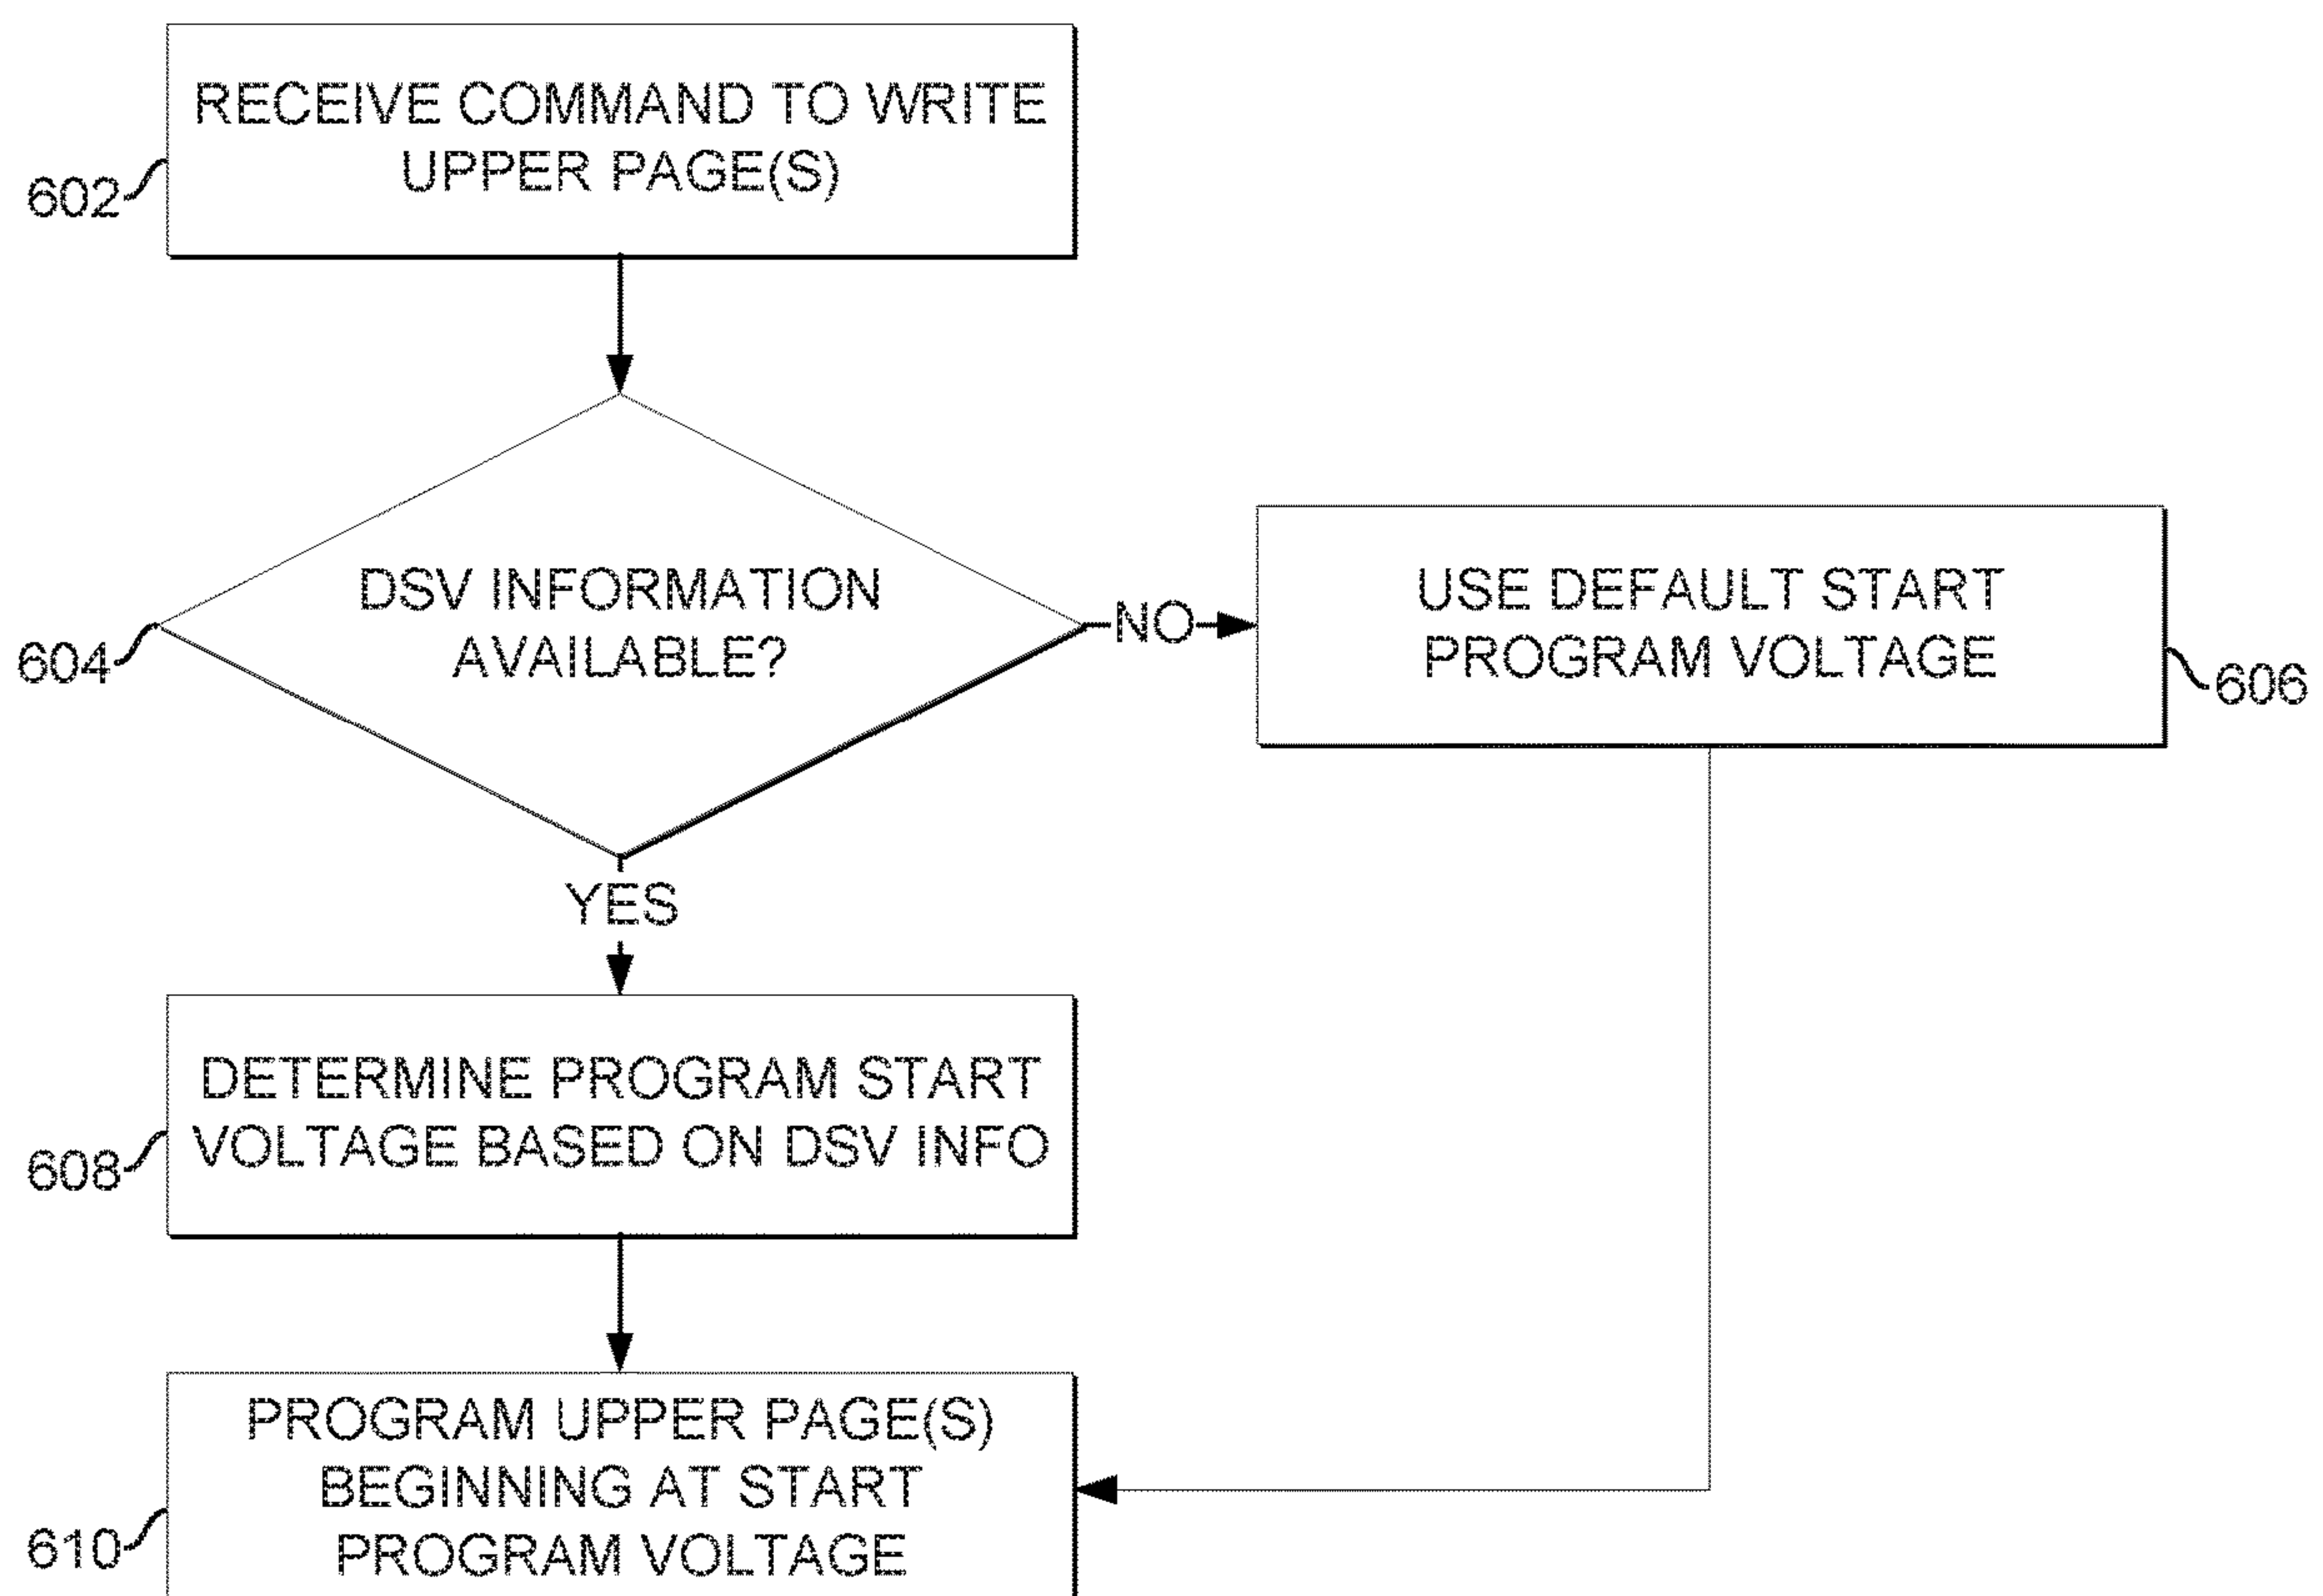 RECEIVE COMMAND TO WRITE
UPPER PAGE(S)
602
DSV INFORMATION
AVAILABLE?
604
NO
USE DEFAULT START
PROGRAM VOLTAGE
606
YES
DETERMINE PROGRAM START
VOLTAGE BASED ON DSV INFO
608
PROGRAM UPPER PAGE(S)
BEGINNING AT START
PROGRAM VOLTAGE
610